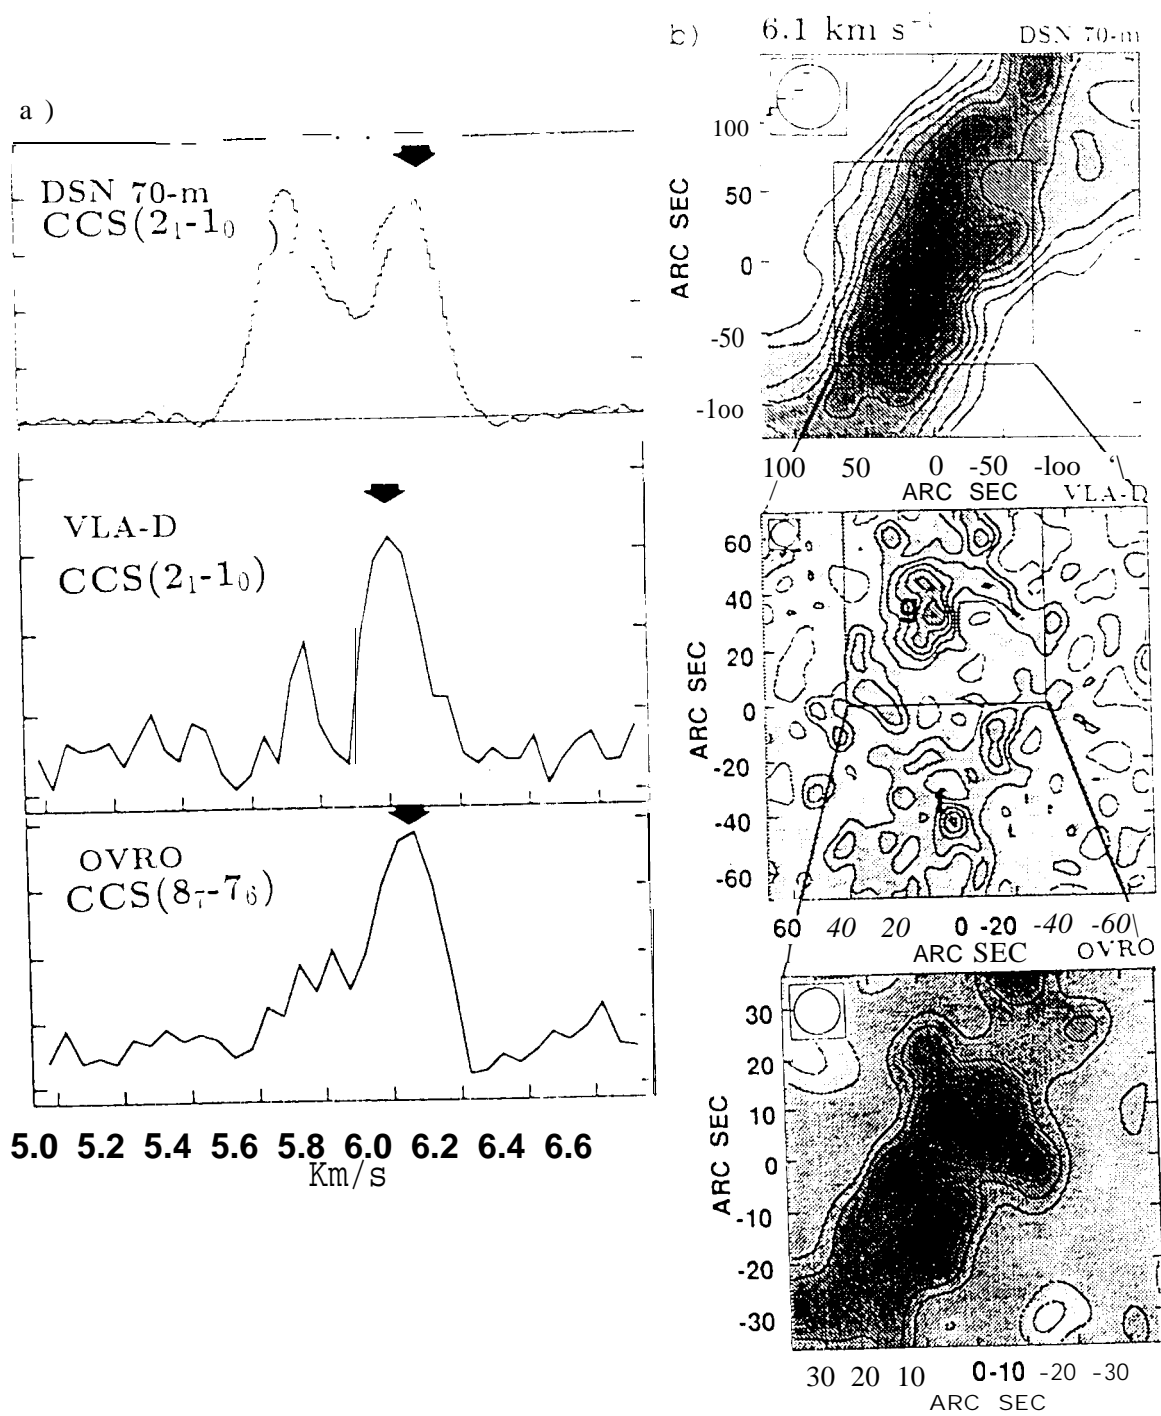 a )
DSN 70-m
CCS(2₁-1₀)
VLA-D
CCS(2₁-1₀)
OVRO
CCS(8₇-7₆)
5.0 5.2 5.4 5.6 5.8 6.0 6.2 6.4 6.6
Km/s
b) 6.1 km s⁻¹ DSN 70-m
100
50
0
-50
-100
ARC SEC
100 50 0 -50 -100
ARC SEC VLA-D
60
40
20
0
-20
-40
-60
ARC SEC
60 40 20 0 -20 -40 -60
ARC SEC OVRO
30
20
10
0
-10
-20
-30
ARC SEC
30 20 10 0-10 -20 -30
ARC SEC